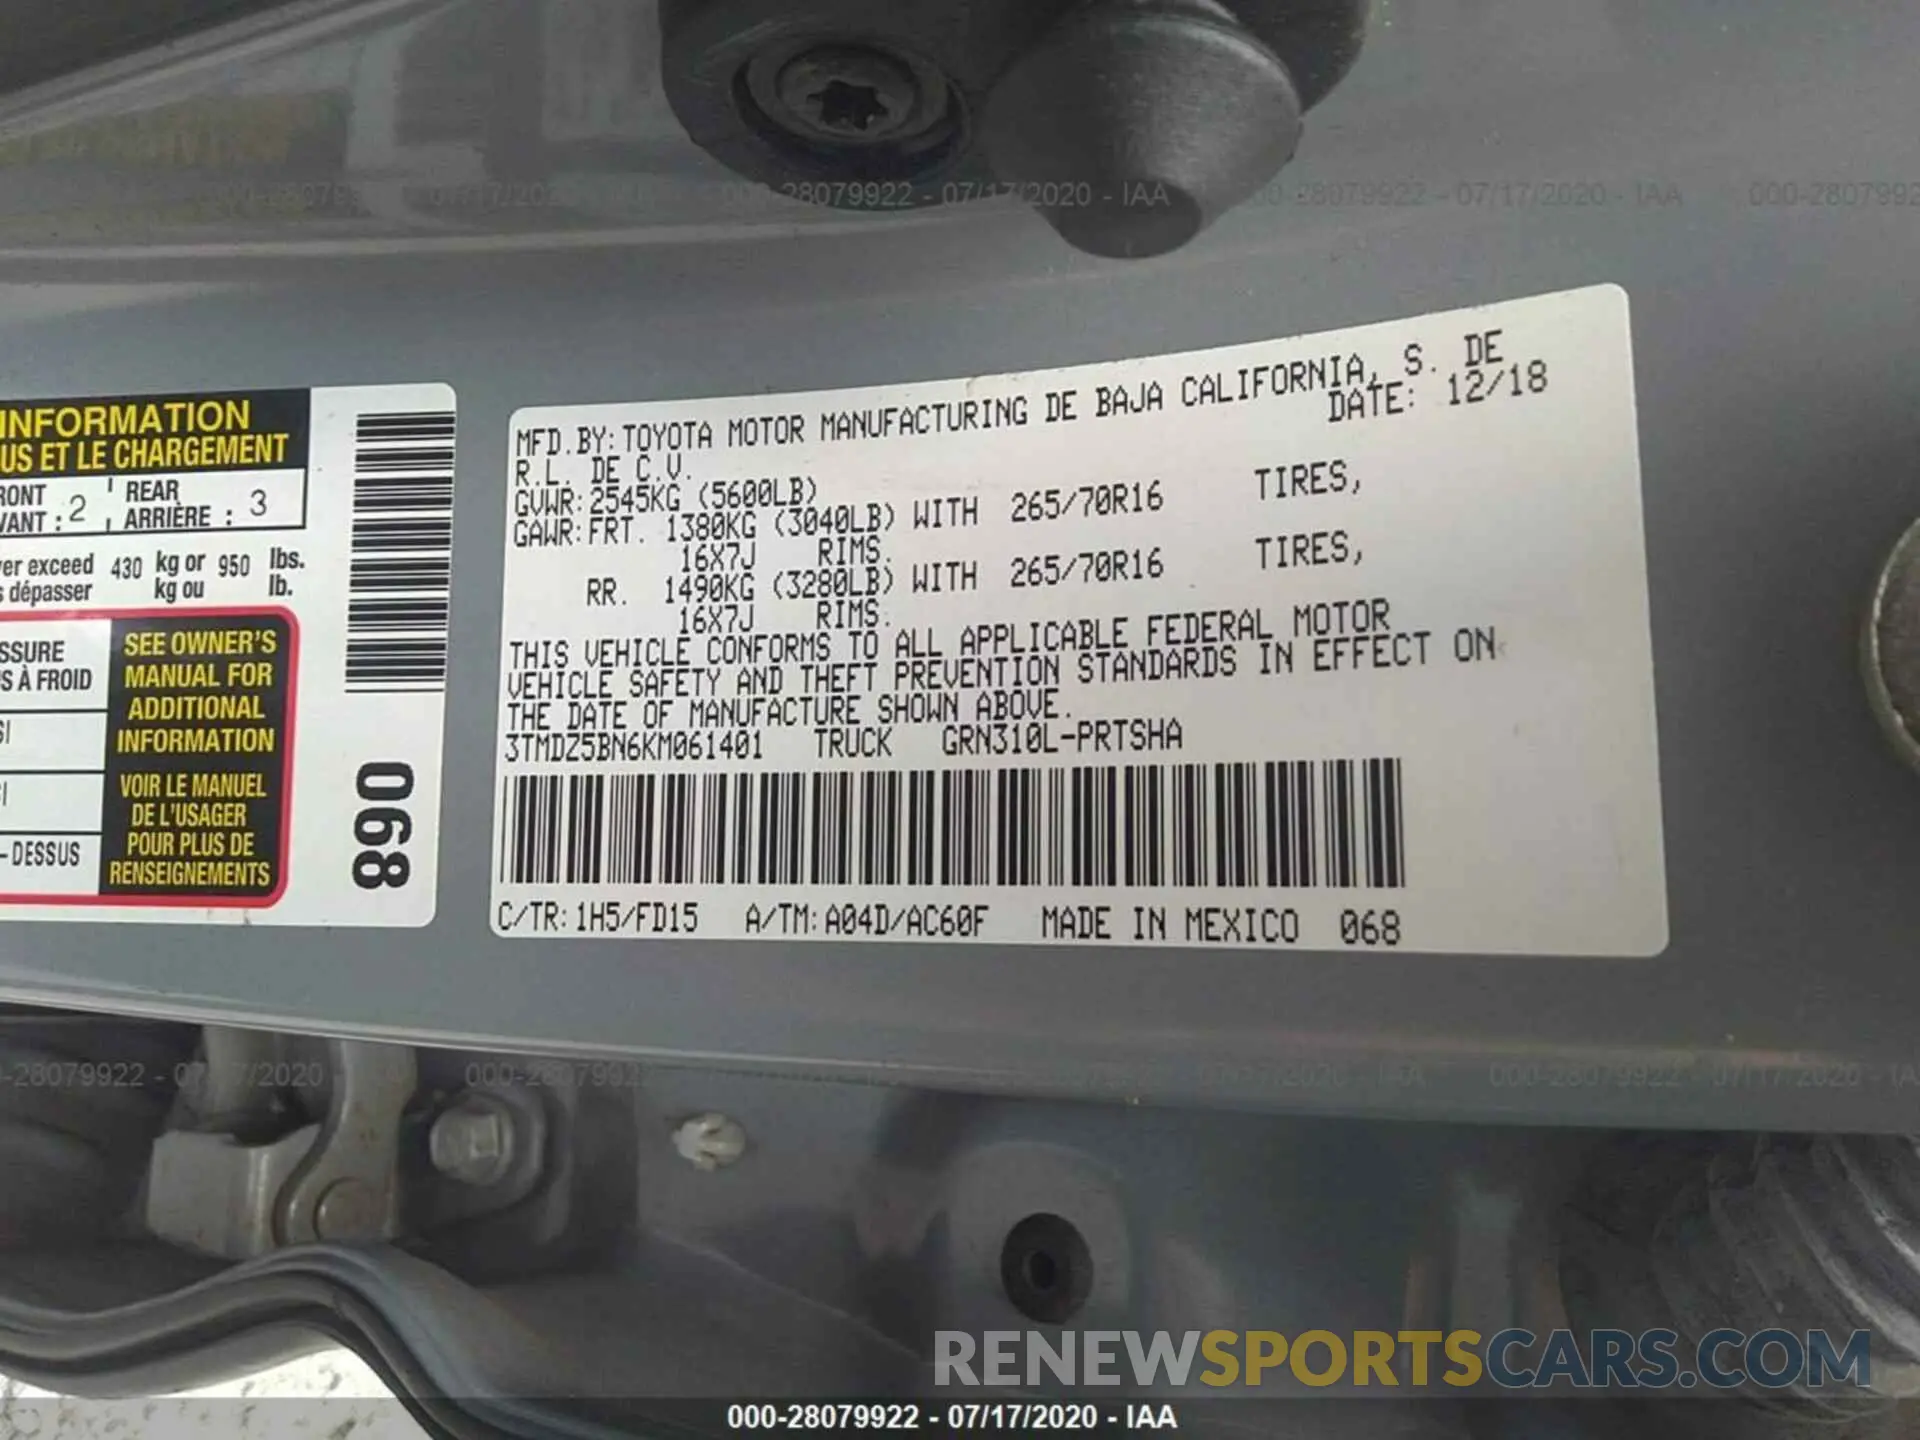 000-28079922 - 07/17/2020 - IAA
INFORMATION
US ET LE CHARGEMENT
RONT 2 REAR 3
VANT : ARRIÈRE :
er exceed 430 kg or 950 lbs.
s dépasser kg ou lb.
SSURE
S À FROID
SI
- DESSUS
SEE OWNER'S
MANUAL FOR
ADDITIONAL
INFORMATION
VOIR LE MANUEL
DE L'USAGER
POUR PLUS DE
RENSEIGNEMENTS
068
MFD.BY:TOYOTA MOTOR MANUFACTURING DE BAJA CALIFORNIA, S. DE
R.L. DE C.V. DATE: 12/18
GVWR:2545KG (5600LB)
GAWR:FRT. 1380KG (3040LB) WITH 265/70R16 TIRES,
16X7J RIMS.
RR. 1490KG (3280LB) WITH 265/70R16 TIRES,
16X7J RIMS.
THIS VEHICLE CONFORMS TO ALL APPLICABLE FEDERAL MOTOR
VEHICLE SAFETY AND THEFT PREVENTION STANDARDS IN EFFECT ON
THE DATE OF MANUFACTURE SHOWN ABOVE.
3TMDZ5BN6KM061401 TRUCK GRN310L-PRTSHA
C/TR:1H5/FD15 A/TM:A04D/AC60F MADE IN MEXICO 068
RENEWSPORTSCARS.COM
000-28079922 - 07/17/2020 - IAA